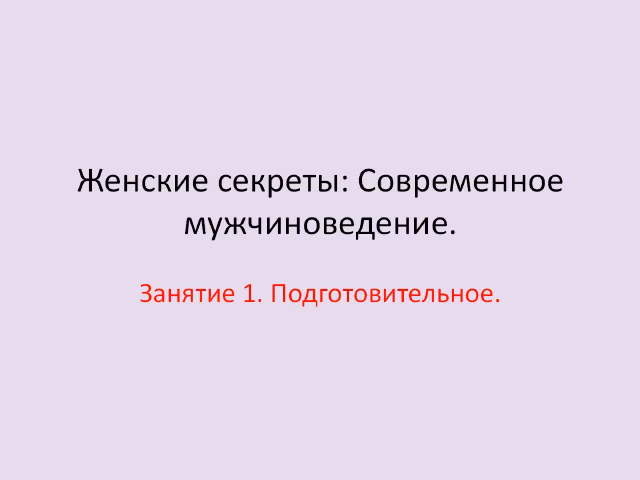 Женские секреты: Современное
мужчиноведение.
Занятие 1. Подготовительное.